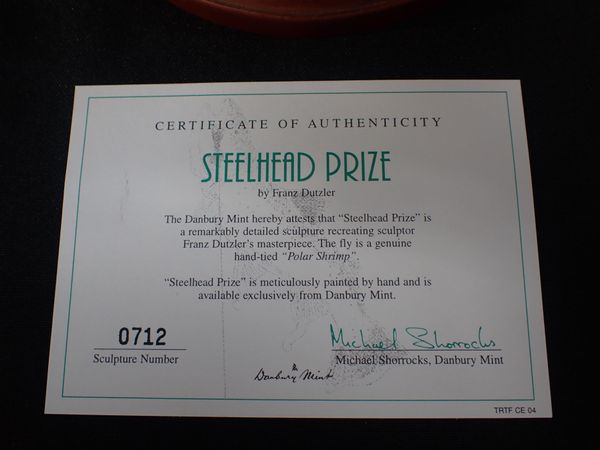 CERTIFICATE OF AUTHENTICITY
STEELHEAD PRIZE
by Franz Dutzler
The Danbury Mint hereby attests that “Steelhead Prize” is
a remarkably detailed sculpture recreating sculptor
Franz Dutzler’s masterpiece. The fly is a genuine
hand-tied “Polar Shrimp”.
“Steelhead Prize” is meticulously painted by hand and is
available exclusively from Danbury Mint.
0712
Sculpture Number
Michael Shorrocks
Michael Shorrocks, Danbury Mint
Danbury Mint
TRTF CE 04